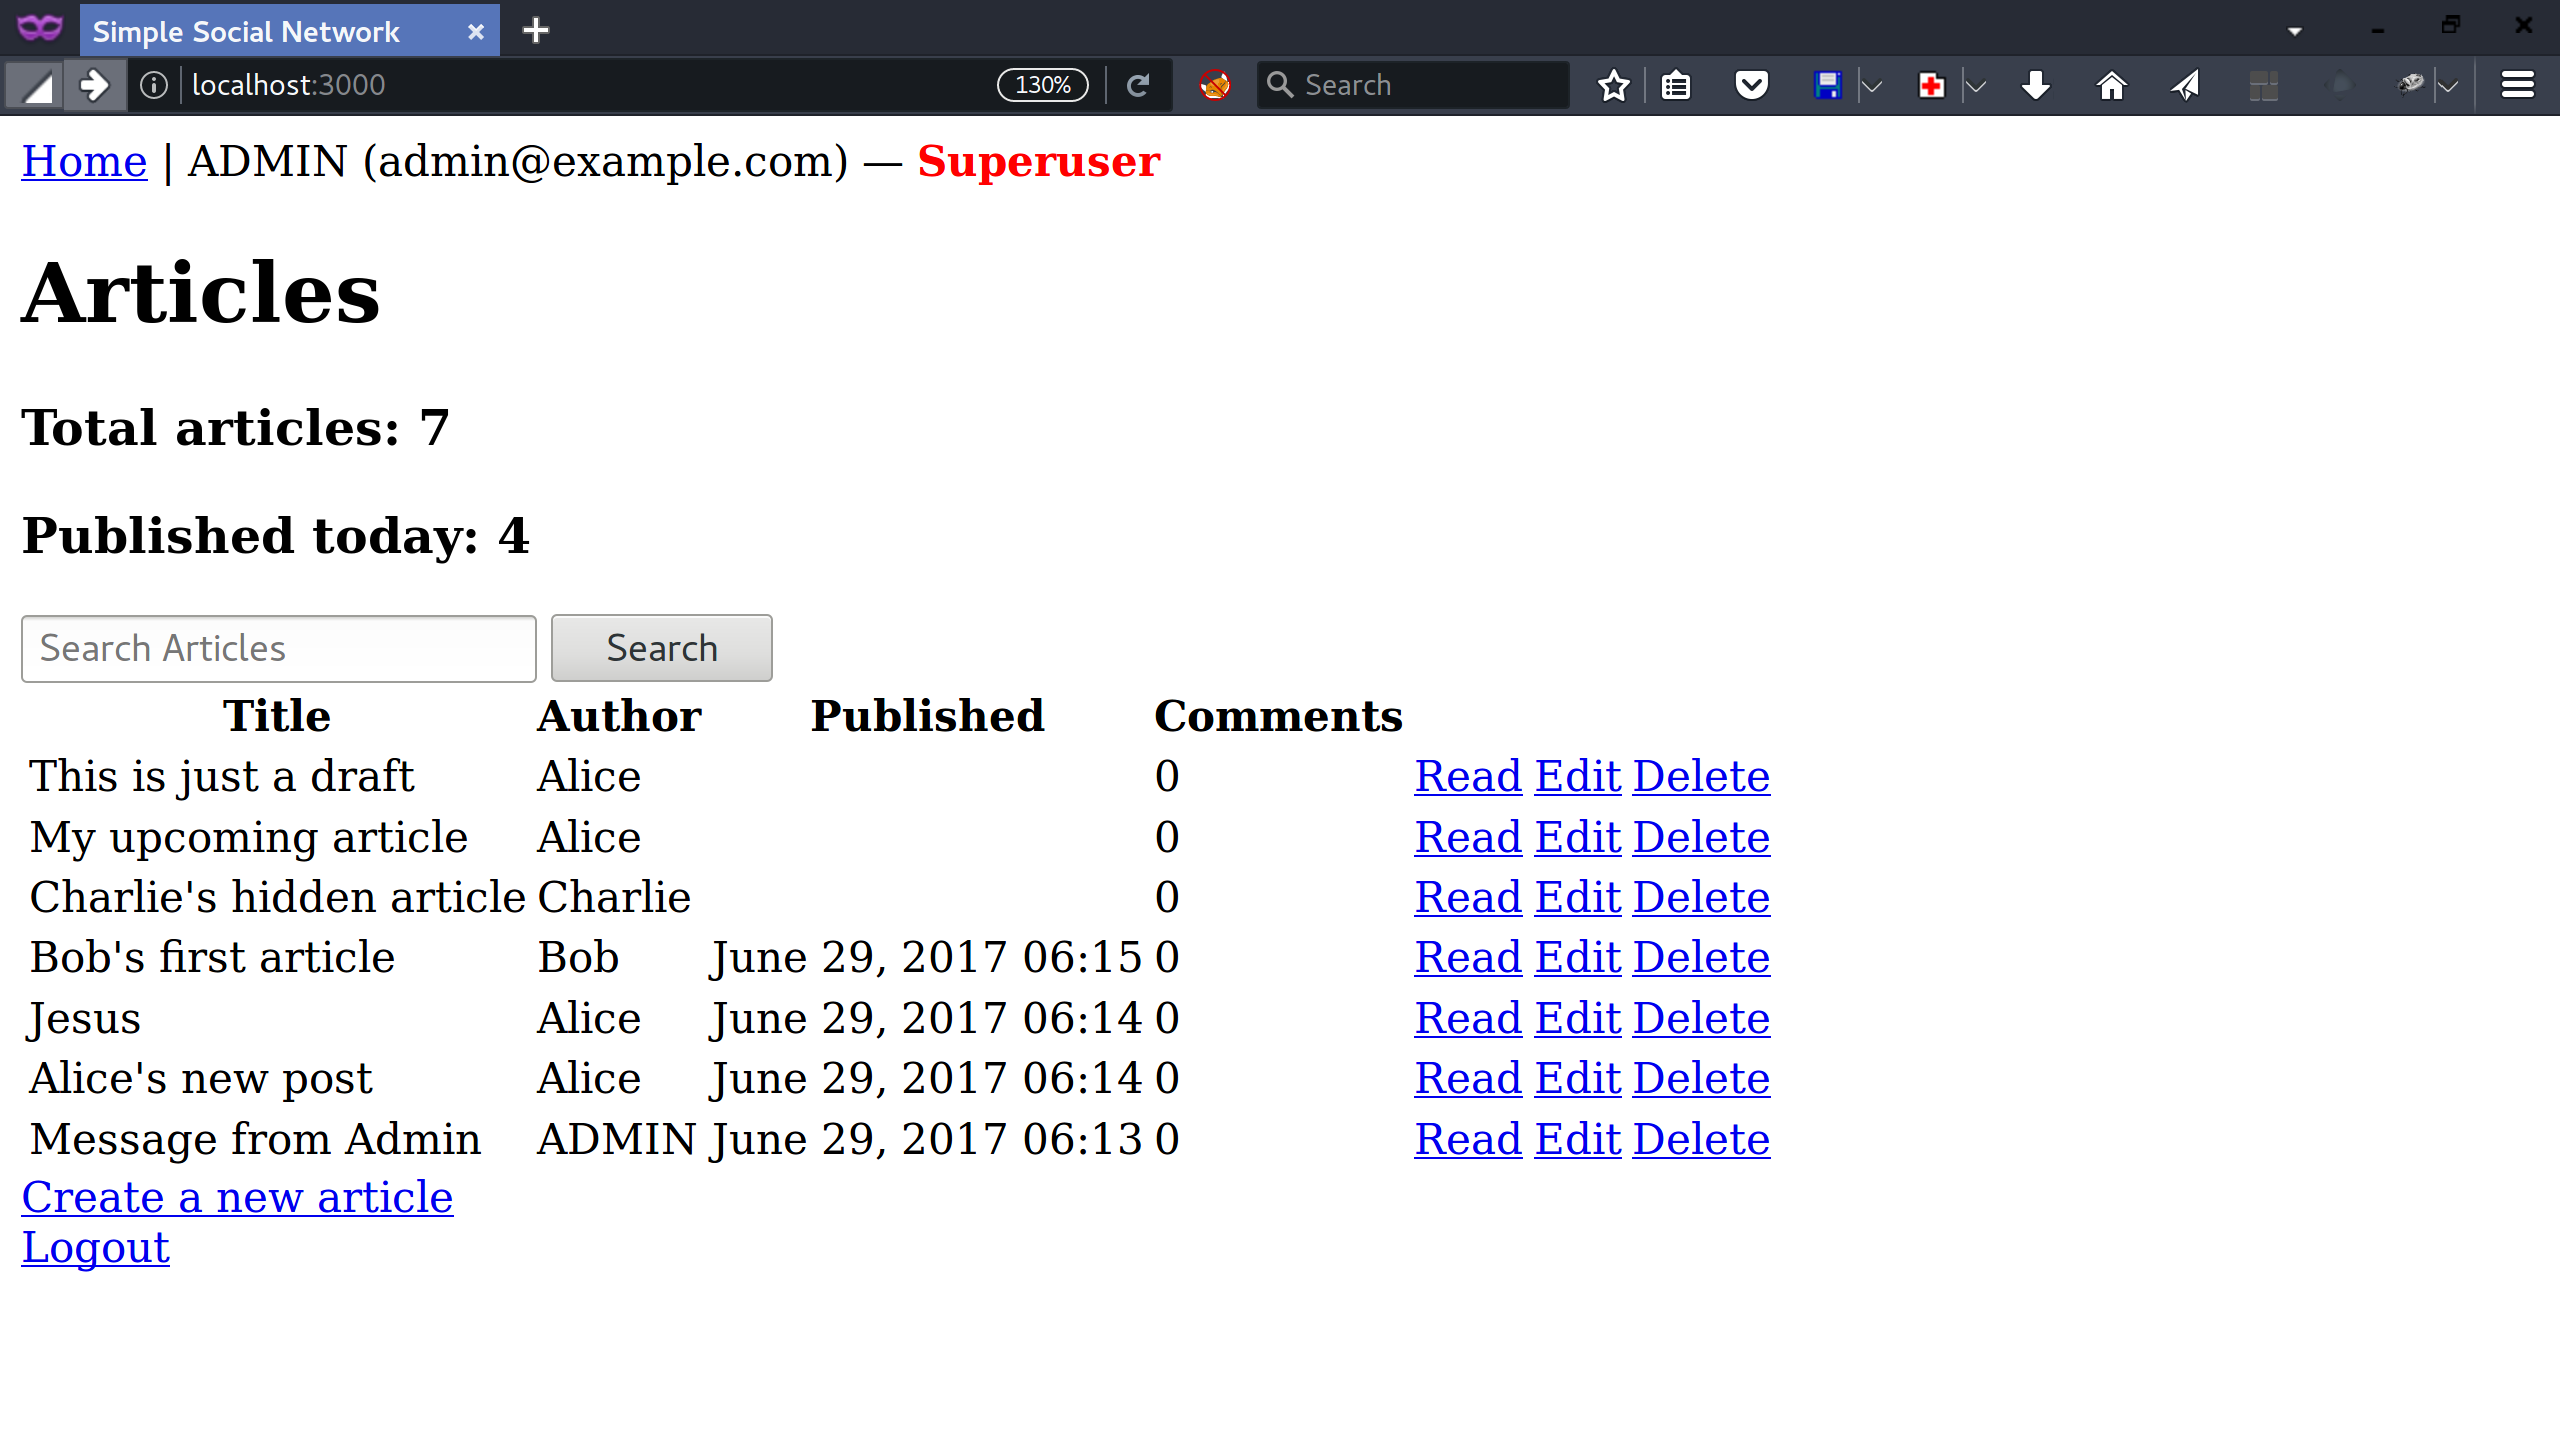 Simple Social Network
localhost:3000 130% Search
Home | ADMIN (admin@example.com) — Superuser
Articles
Total articles: 7
Published today: 4
Search Articles Search
Title Author Published Comments
This is just a draft Alice 0 Read Edit Delete
My upcoming article Alice 0 Read Edit Delete
Charlie's hidden article Charlie 0 Read Edit Delete
Bob's first article Bob June 29, 2017 06:15 0 Read Edit Delete
Jesus Alice June 29, 2017 06:14 0 Read Edit Delete
Alice's new post Alice June 29, 2017 06:14 0 Read Edit Delete
Message from Admin ADMIN June 29, 2017 06:13 0 Read Edit Delete
Create a new article
Logout